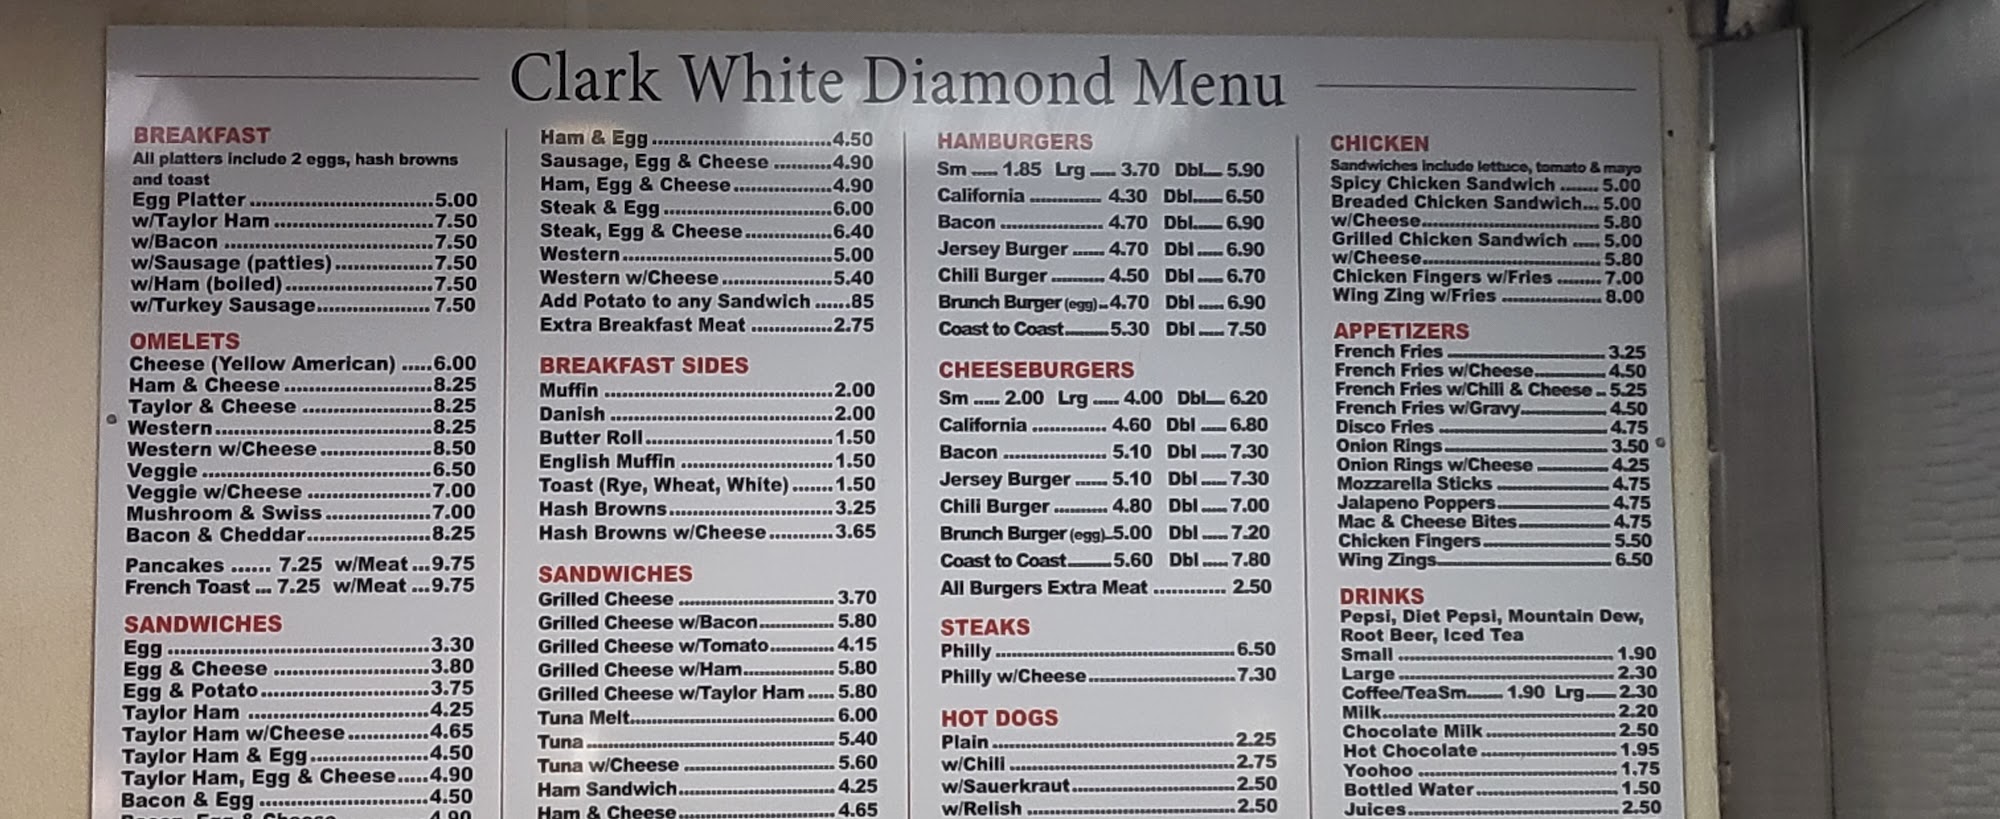 Clark White Diamond Menu
BREAKFAST
All platters include 2 eggs, hash browns
and toast
Egg Platter 5.00
w/Taylor Ham 7.50
w/Bacon 7.50
w/Sausage (patties) 7.50
w/Ham (boiled) 7.50
w/Turkey Sausage 7.50
OMELETS
Cheese (Yellow American) 6.00
Ham & Cheese 8.25
Taylor & Cheese 8.25
Western 8.25
Western w/Cheese 8.50
Veggie 6.50
Veggie w/Cheese 7.00
Mushroom & Swiss 7.00
Bacon & Cheddar 8.25
Pancakes 7.25 w/Meat 9.75
French Toast 7.25 w/Meat 9.75
SANDWICHES
Egg 3.30
Egg & Cheese 3.80
Egg & Potato 3.75
Taylor Ham 4.25
Taylor Ham w/Cheese 4.65
Taylor Ham & Egg 4.50
Taylor Ham, Egg & Cheese 4.90
Bacon & Egg 4.50
Bacon, Egg & Cheese 4.90
Ham & Egg 4.50
Sausage, Egg & Cheese 4.90
Ham, Egg & Cheese 4.90
Steak & Egg 6.00
Steak, Egg & Cheese 6.40
Western 5.00
Western w/Cheese 5.40
Add Potato to any Sandwich .85
Extra Breakfast Meat 2.75
BREAKFAST SIDES
Muffin 2.00
Danish 2.00
Butter Roll 1.50
English Muffin 1.50
Toast (Rye, Wheat, White) 1.50
Hash Browns 3.25
Hash Browns w/Cheese 3.65
SANDWICHES
Grilled Cheese 3.70
Grilled Cheese w/Bacon 5.80
Grilled Cheese w/Tomato 4.15
Grilled Cheese w/Ham 5.80
Grilled Cheese w/Taylor Ham 5.80
Tuna Melt 6.00
Tuna 5.40
Tuna w/Cheese 5.60
Ham Sandwich 4.25
Ham & Cheese 4.65
HAMBURGERS
Sm 1.85 Lrg 3.70 Dbl 5.90
California 4.30 Dbl 6.50
Bacon 4.70 Dbl 6.90
Jersey Burger 4.70 Dbl 6.90
Chili Burger 4.50 Dbl 6.70
Brunch Burger (egg) 4.70 Dbl 6.90
Coast to Coast 5.30 Dbl 7.50
CHEESEBURGERS
Sm 2.00 Lrg 4.00 Dbl 6.20
California 4.60 Dbl 6.80
Bacon 5.10 Dbl 7.30
Jersey Burger 5.10 Dbl 7.30
Chili Burger 4.80 Dbl 7.00
Brunch Burger (egg) 5.00 Dbl 7.20
Coast to Coast 5.60 Dbl 7.80
All Burgers Extra Meat 2.50
STEAKS
Philly 6.50
Philly w/Cheese 7.30
HOT DOGS
Plain 2.25
w/Chili 2.75
w/Sauerkraut 2.50
w/Relish 2.50
CHICKEN
Sandwiches include lettuce, tomato & mayo
Spicy Chicken Sandwich 5.00
Breaded Chicken Sandwich 5.00
w/Cheese 5.80
Grilled Chicken Sandwich 5.00
w/Cheese 5.80
Chicken Fingers w/Fries 7.00
Wing Zing w/Fries 8.00
APPETIZERS
French Fries 3.25
French Fries w/Cheese 4.50
French Fries w/Chili & Cheese 5.25
French Fries w/Gravy 4.50
Disco Fries 4.75
Onion Rings 3.50
Onion Rings w/Cheese 4.25
Mozzarella Sticks 4.75
Jalapeno Poppers 4.75
Mac & Cheese Bites 4.75
Chicken Fingers 5.50
Wing Zings 6.50
DRINKS
Pepsi, Diet Pepsi, Mountain Dew,
Root Beer, Iced Tea
Small 1.90
Large 2.30
Coffee/Tea Sm 1.90 Lrg 2.30
Milk 2.20
Chocolate Milk 2.50
Hot Chocolate 1.95
Yoohoo 1.75
Bottled Water 1.50
Juices 2.50